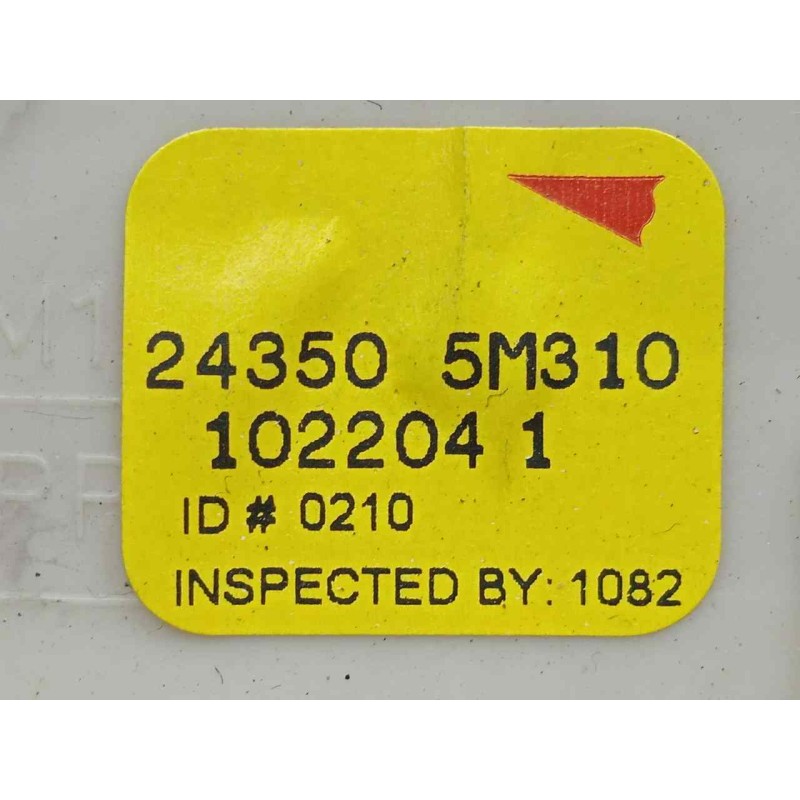 24350 5M310
102204 1
ID # 0210
INSPECTED BY: 1082